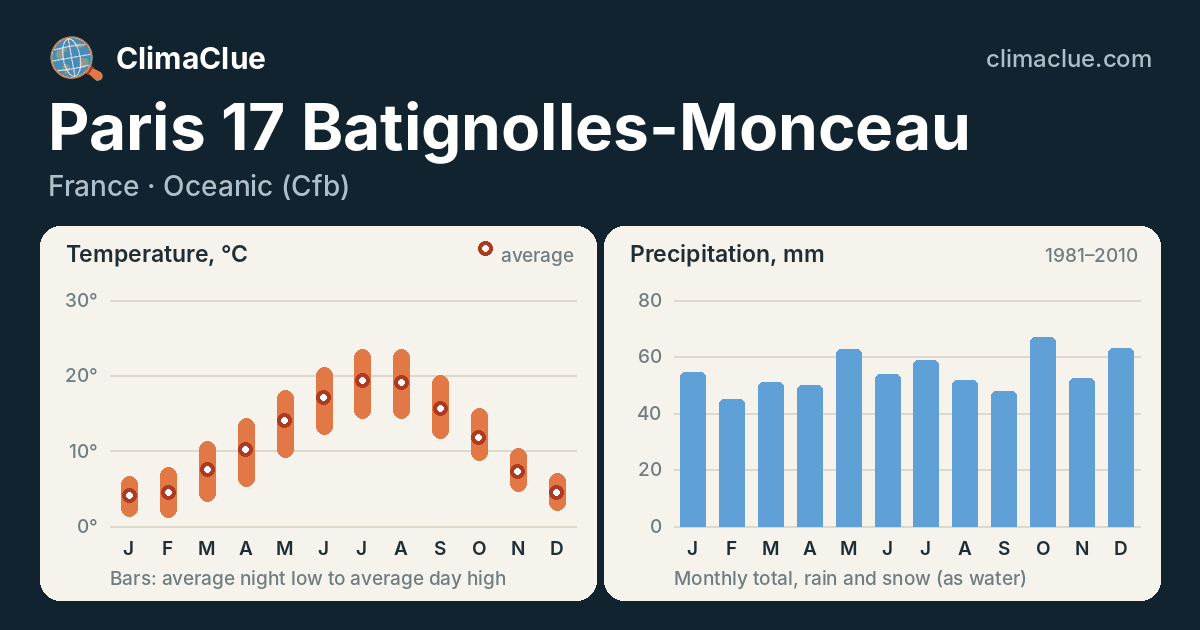 ClimaClue
climaclue.com
Paris 17 Batignolles-Monceau
France · Oceanic (Cfb)
Temperature, °C
average
30°
20°
10°
0°
J F M A M J J A S O N D
Bars: average night low to average day high
Precipitation, mm
1981–2010
80
60
40
20
0
J F M A M J J A S O N D
Monthly total, rain and snow (as water)